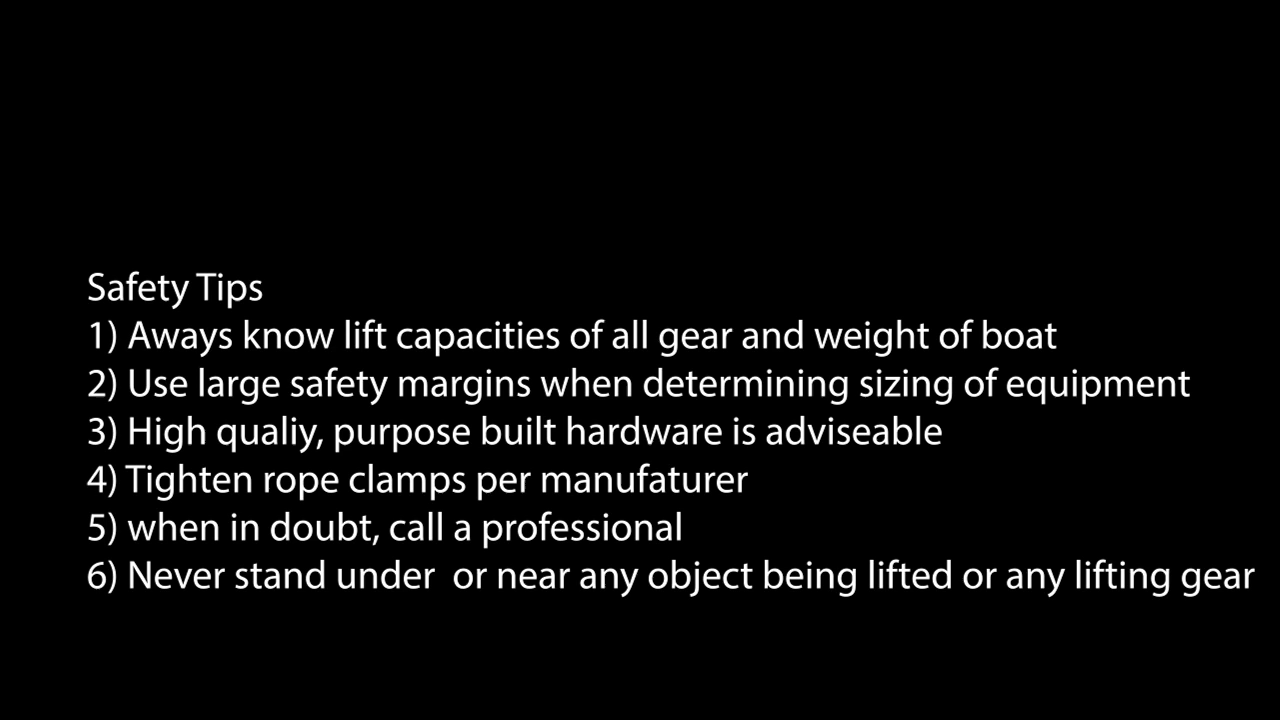 Safety Tips
1) Aways know lift capacities of all gear and weight of boat
2) Use large safety margins when determining sizing of equipment
3) High qualiy, purpose built hardware is adviseable
4) Tighten rope clamps per manufaturer
5) when in doubt, call a professional
6) Never stand under  or near any object being lifted or any lifting gear